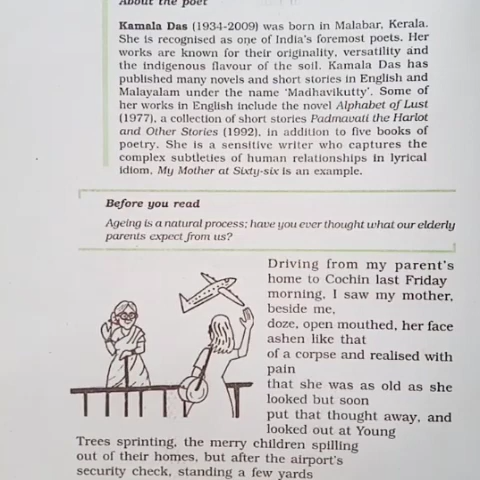 About the poet
Kamala Das (1934-2009) was born in Malabar, Kerala.
She is recognised as one of India's foremost poets. Her
works are known for their originality, versatility and
the indigenous flavour of the soil. Kamala Das has
published many novels and short stories in English and
Malayalam under the name 'Madhavikutty'. Some of
her works in English include the novel Alphabet of Lust
(1977), a collection of short stories Padmavati the Harlot
and Other Stories (1992), in addition to five books of
poetry. She is a sensitive writer who captures the
complex subtleties of human relationships in lyrical
idiom, My Mother at Sixty-six is an example.
Before you read
Ageing is a natural process; have you ever thought what our elderly
parents expect from us?
Driving from my parent's
home to Cochin last Friday
morning, I saw my mother,
beside me,
doze, open mouthed, her face
ashen like that
of a corpse and realised with
pain
that she was as old as she
looked but soon
put that thought away, and
looked out at Young
Trees sprinting, the merry children spilling
out of their homes, but after the airport's
security check, standing a few yards